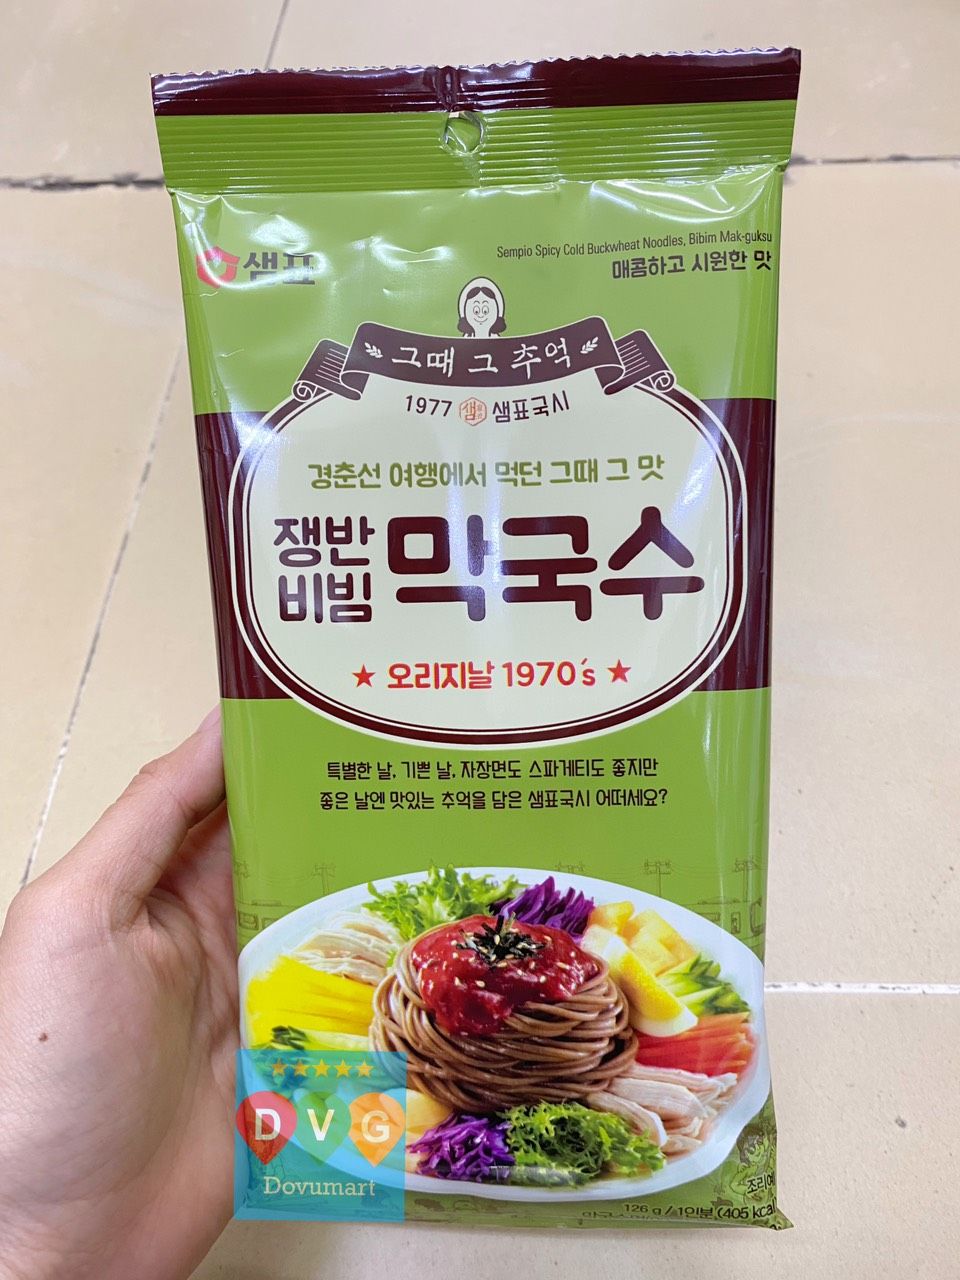 샘표
Sempio Spicy Cold Buckwheat Noodles, Bibim Mak-guksu
매콤하고 시원한 맛
그때 그 추억
1977 샘표국시
경춘선 여행에서 먹던 그때 그 맛
쟁반
비빔
막국수
★ 오리지날 1970's ★
특별한 날, 기쁜 날, 자장면도 스파게티도 좋지만
좋은 날엔 맛있는 추억을 담은 샘표국시 어떠세요?
조리예
126 g / 1인분 (405 kcal)
D V G
Dovumart